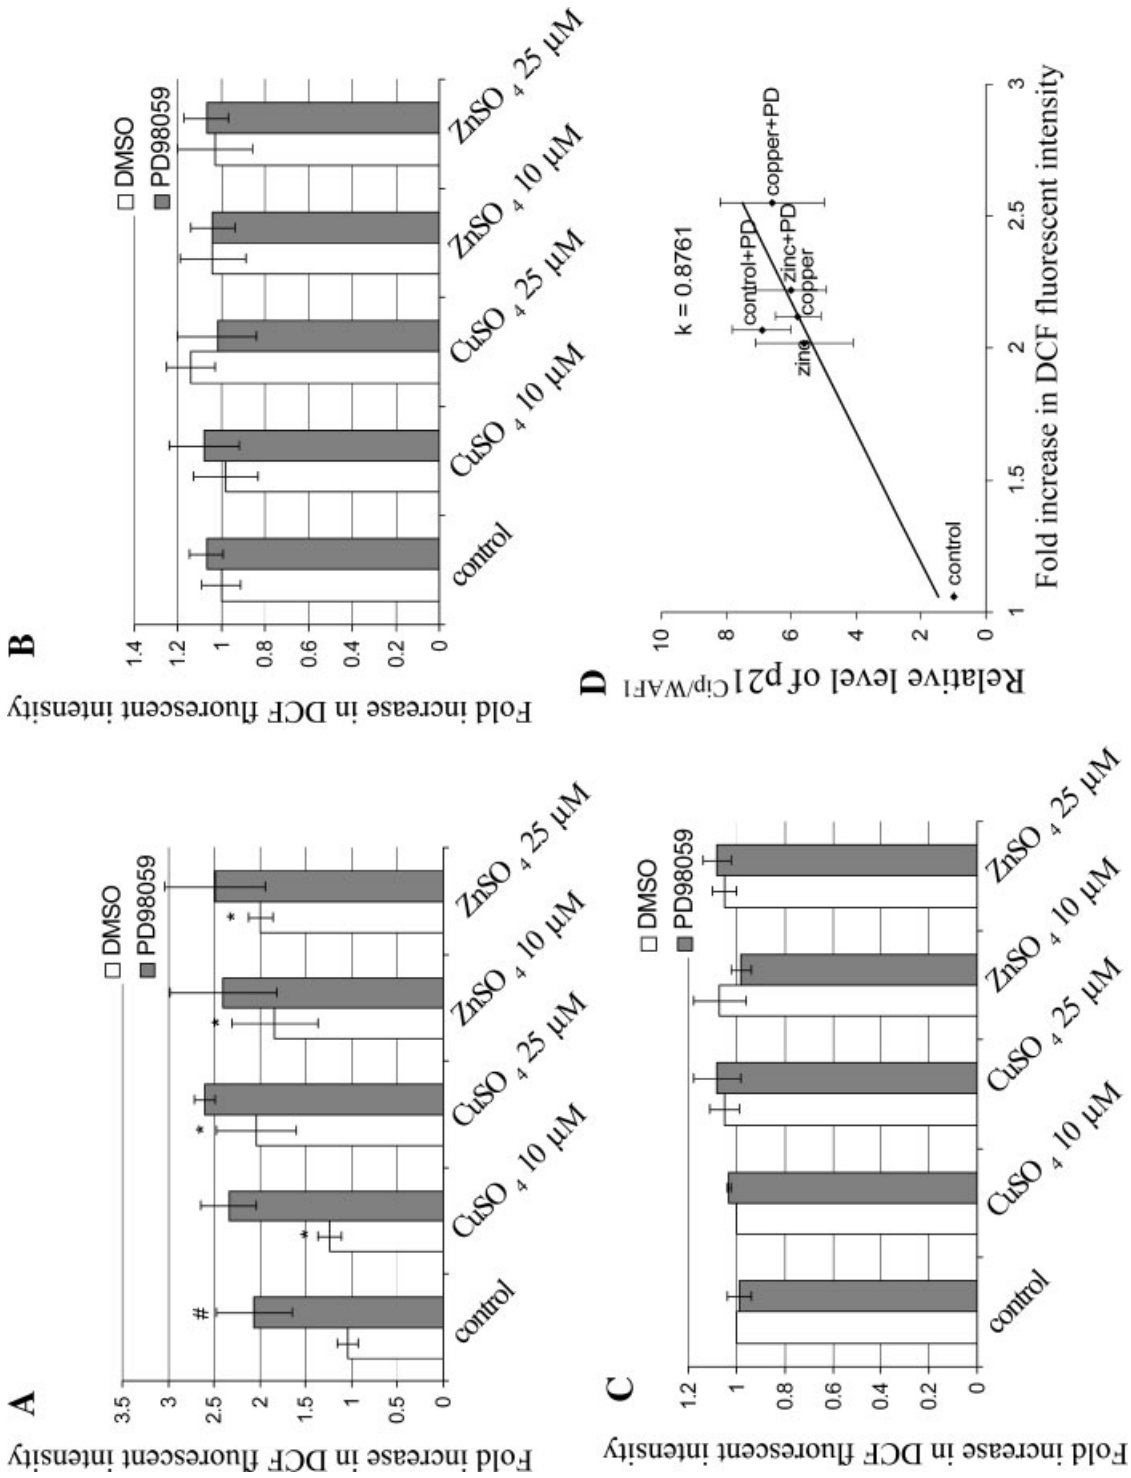 A
Fold increase in DCF fluorescent intensity
3.5
3
2.5
2
1.5
1
0.5
0
DMSO
PD98059
#
*
*
*
*
control
CuSO 4 10 µM
CuSO 4 25 µM
ZnSO 4 10 µM
ZnSO 4 25 µM
B
Fold increase in DCF fluorescent intensity
1.4
1.2
1
0.8
0.6
0.4
0.2
0
DMSO
PD98059
control
CuSO 4 10 µM
CuSO 4 25 µM
ZnSO 4 10 µM
ZnSO 4 25 µM
C
Fold increase in DCF fluorescent intensity
1.2
1
0.8
0.6
0.4
0.2
0
DMSO
PD98059
control
CuSO 4 10 µM
CuSO 4 25 µM
ZnSO 4 10 µM
ZnSO 4 25 µM
D
Relative level of p21 Cip/WAF1
10
8
6
4
2
0
k = 0.8761
control+PD
copper+PD
zinc+PD
copper
zinc
control
1
1.5
2
2.5
3
Fold increase in DCF fluorescent intensity